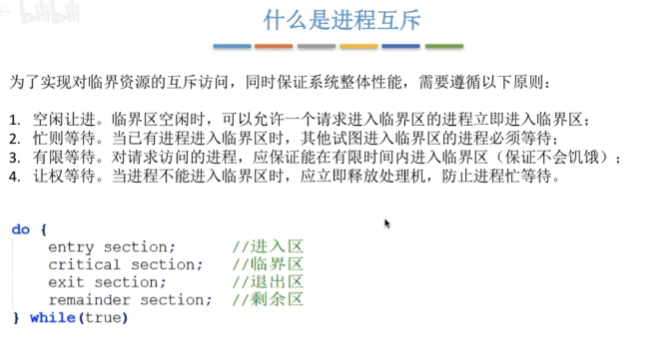 什么是进程互斥
为了实现对临界资源的互斥访问，同时保证系统整体性能，需要遵循以下原则：
1. 空闲让进。临界区空闲时，可以允许一个请求进入临界区的进程立即进入临界区；
2. 忙则等待。当已有进程进入临界区时，其他试图进入临界区的进程必须等待；
3. 有限等待。对请求访问的进程，应保证能在有限时间内进入临界区（保证不会饥饿）；
4. 让权等待。当进程不能进入临界区时，应立即释放处理机，防止进程忙等待。
do {
entry section; //进入区
critical section; //临界区
exit section; //退出区
remainder section; //剩余区
} while(true)